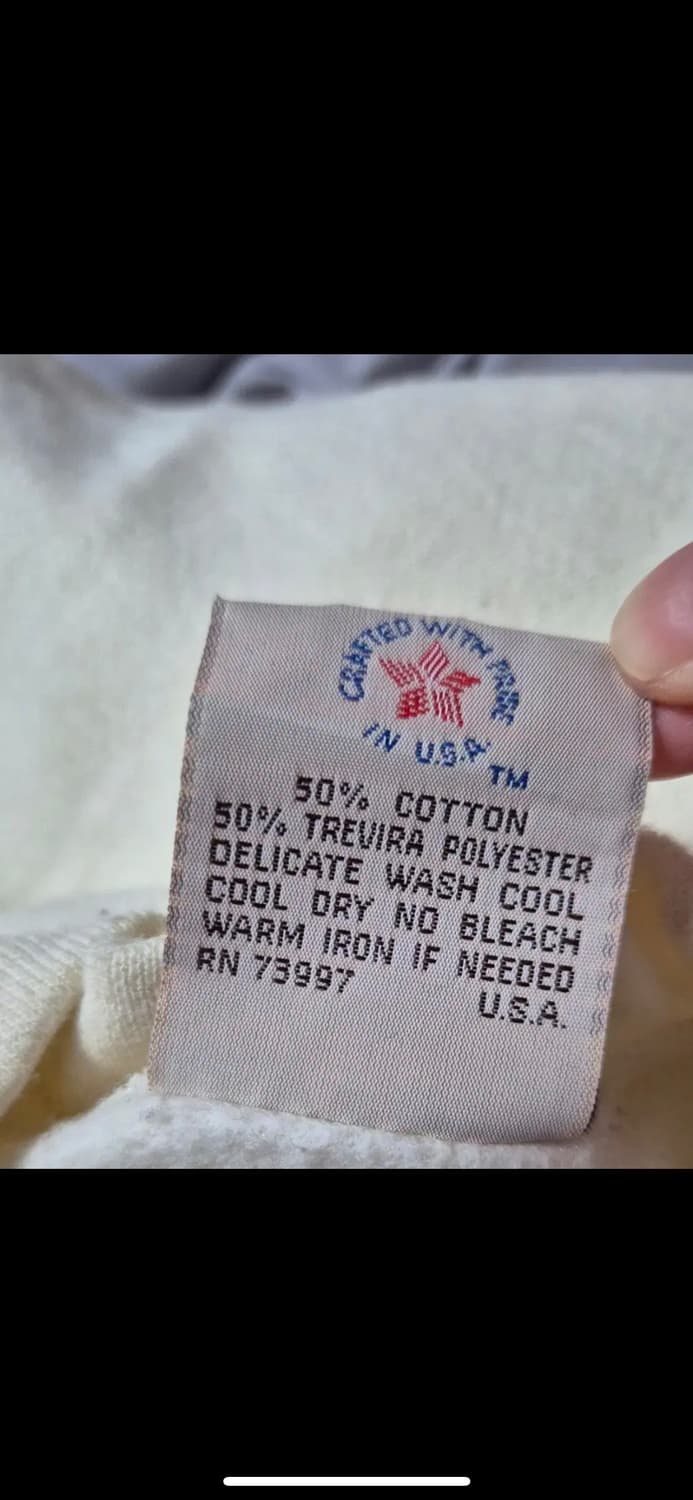 CRAFTED WITH PRIDE
IN U.S.A.
TM
50% COTTON
50% TREVIRA POLYESTER
DELICATE WASH COOL
COOL DRY NO BLEACH
WARM IRON IF NEEDED
RN 73997
U.S.A.